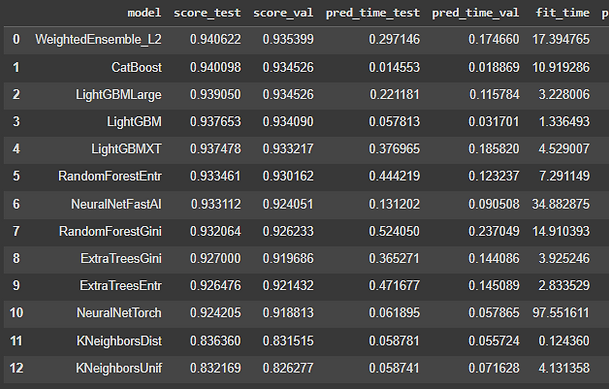 model score_test score_val pred_time_test pred_time_val fit_time p
0 WeightedEnsemble_L2 0.940622 0.935399 0.297146 0.174660 17.394765
1 CatBoost 0.940098 0.934526 0.014553 0.018869 10.919286
2 LightGBMLarge 0.939050 0.934526 0.221181 0.115784 3.228006
3 LightGBM 0.937653 0.934090 0.057813 0.031701 1.336493
4 LightGBMXT 0.937478 0.933217 0.376965 0.185820 4.529007
5 RandomForestEntr 0.933461 0.930162 0.444219 0.123237 7.291149
6 NeuralNetFastAI 0.933112 0.924051 0.131202 0.090508 34.882875
7 RandomForestGini 0.932064 0.926233 0.524050 0.237049 14.910393
8 ExtraTreesGini 0.927000 0.919686 0.365271 0.144086 3.925246
9 ExtraTreesEntr 0.926476 0.921432 0.471677 0.145089 2.833529
10 NeuralNetTorch 0.924205 0.918813 0.061895 0.057865 97.551611
11 KNeighborsDist 0.836360 0.831515 0.058781 0.055724 0.124360
12 KNeighborsUnif 0.832169 0.826277 0.058741 0.071628 4.131358